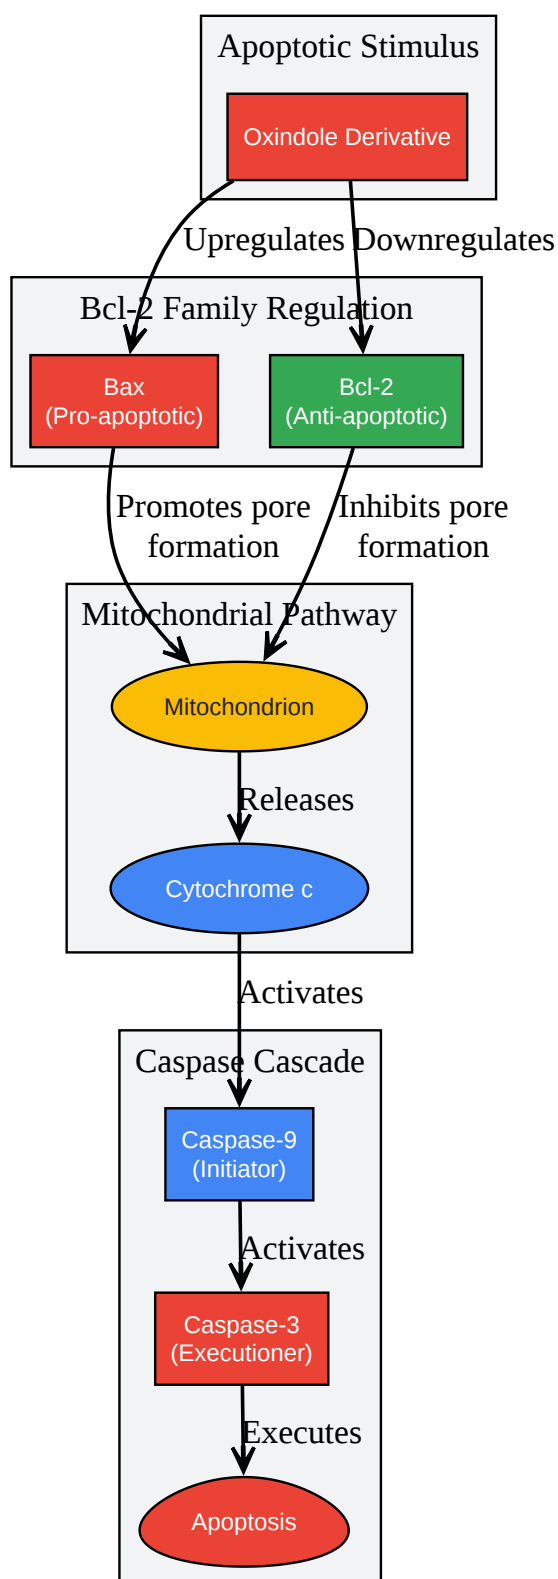 Apoptotic Stimulus
Oxindole Derivative
Upregulates
Downregulates
Bcl-2 Family Regulation
Bax
(Pro-apoptotic)
Bcl-2
(Anti-apoptotic)
Promotes pore
formation
Inhibits pore
formation
Mitochondrial Pathway
Mitochondrion
Releases
Cytochrome c
Activates
Caspase Cascade
Caspase-9
(Initiator)
Activates
Caspase-3
(Executioner)
Executes
Apoptosis